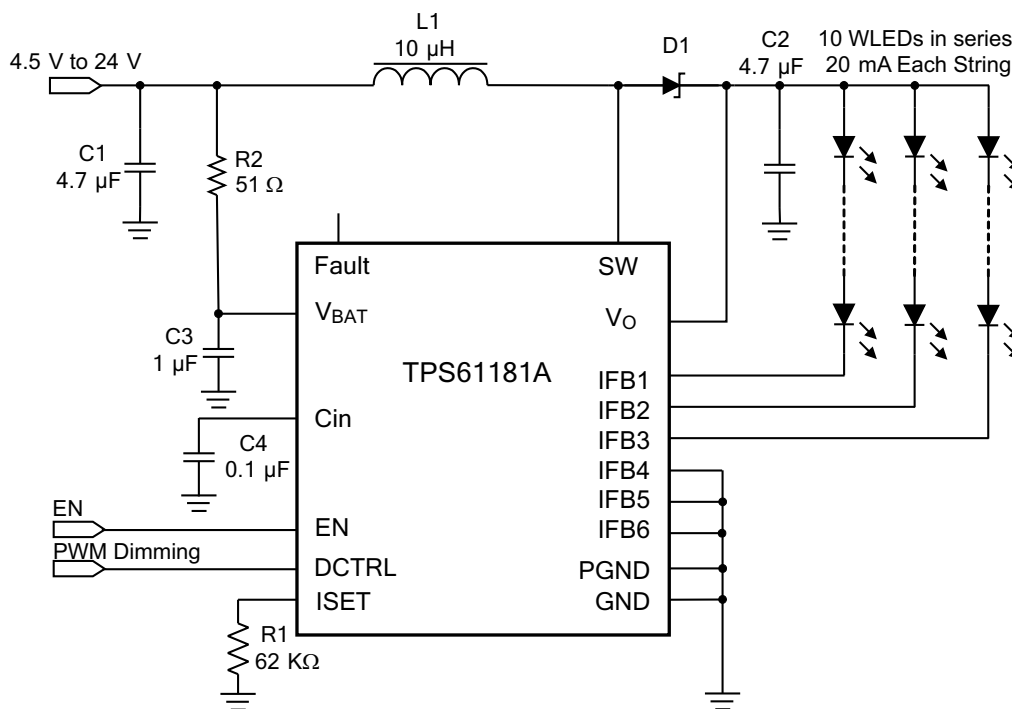 L1
10 µH
D1
C2
4.7 µF
10 WLEDs in series
20 mA Each String
4.5 V to 24 V
C1
4.7 µF
R2
51 Ω
Fault
SW
VBAT
VO
C3
1 µF
TPS61181A
IFB1
IFB2
IFB3
IFB4
IFB5
IFB6
Cin
C4
0.1 µF
EN
EN
PWM Dimming
DCTRL
PGND
ISET
GND
R1
62 KΩ